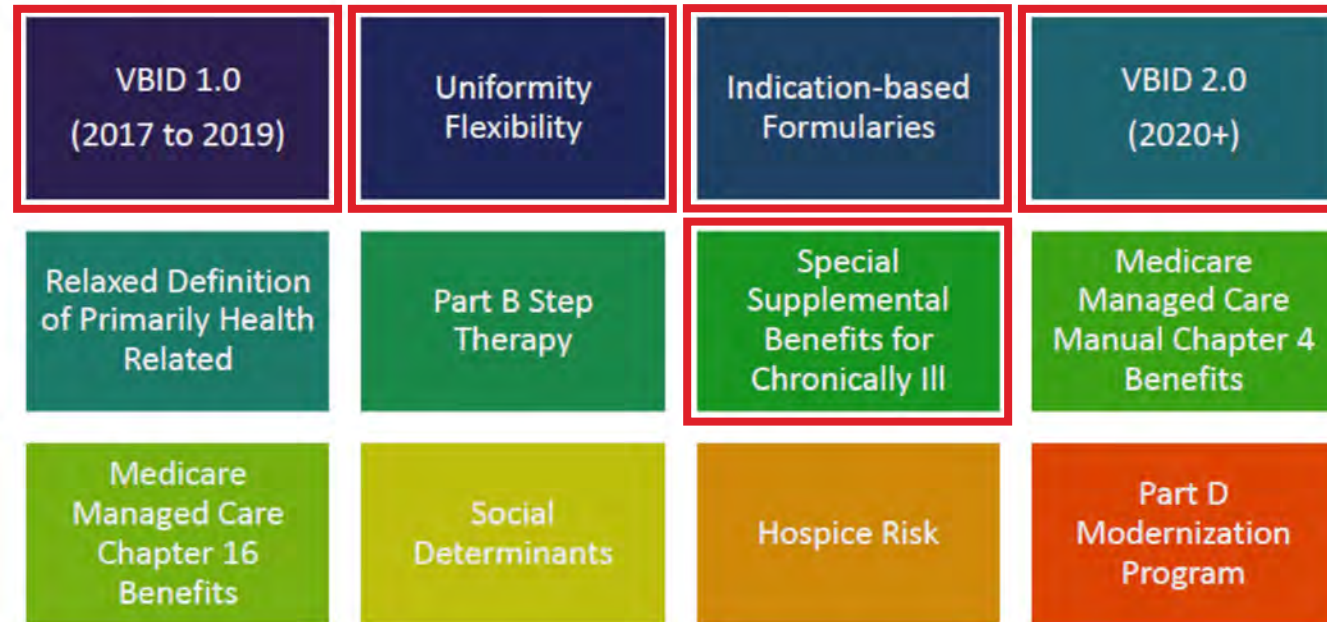 VBID 1.0
(2017 to 2019)
Uniformity
Flexibility
Indication-based
Formularies
VBID 2.0
(2020+)
Relaxed Definition
of Primarily Health
Related
Part B Step
Therapy
Special
Supplemental
Benefits for
Chronically Ill
Medicare
Managed Care
Manual Chapter 4
Benefits
Medicare
Managed Care
Chapter 16
Benefits
Social
Determinants
Hospice Risk
Part D
Modernization
Program